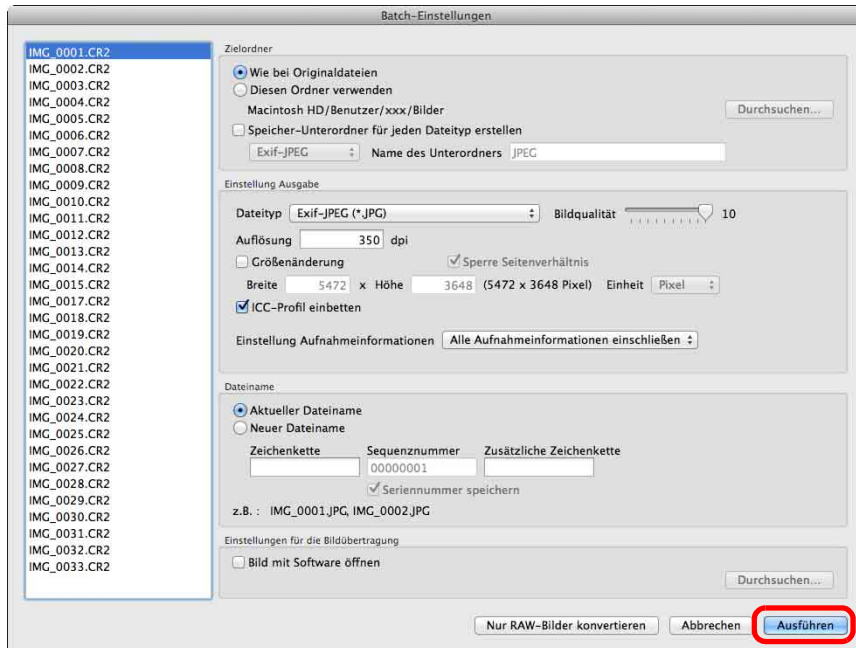 Batch-Einstellungen
IMG_0001.CR2
IMG_0002.CR2
IMG_0003.CR2
IMG_0004.CR2
IMG_0005.CR2
IMG_0006.CR2
IMG_0007.CR2
IMG_0008.CR2
IMG_0009.CR2
IMG_0010.CR2
IMG_0011.CR2
IMG_0012.CR2
IMG_0013.CR2
IMG_0014.CR2
IMG_0015.CR2
IMG_0017.CR2
IMG_0018.CR2
IMG_0019.CR2
IMG_0020.CR2
IMG_0021.CR2
IMG_0022.CR2
IMG_0023.CR2
IMG_0024.CR2
IMG_0025.CR2
IMG_0026.CR2
IMG_0027.CR2
IMG_0028.CR2
IMG_0029.CR2
IMG_0030.CR2
IMG_0031.CR2
IMG_0032.CR2
IMG_0033.CR2
Zielordner
Wie bei Originaldateien
Diesen Ordner verwenden
Macintosh HD/Benutzer/xxx/Bilder Durchsuchen...
Speicher-Unterordner für jeden Dateityp erstellen
Exif-JPEG Name des Unterordners JPEG
Einstellung Ausgabe
Dateityp Exif-JPEG (*.JPG) Bildqualität 10
Auflösung 350 dpi
Größenänderung Sperre Seitenverhältnis
Breite 5472 x Höhe 3648 (5472 x 3648 Pixel) Einheit Pixel
ICC-Profil einbetten
Einstellung Aufnahmeinformationen Alle Aufnahmeinformationen einschließen
Dateiname
Aktueller Dateiname
Neuer Dateiname
Zeichenkette Sequenznummer Zusätzliche Zeichenkette
00000001
Seriennummer speichern
z.B. : IMG_0001.JPG, IMG_0002.JPG
Einstellungen für die Bildübertragung
Bild mit Software öffnen
Durchsuchen...
Nur RAW-Bilder konvertieren Abbrechen Ausführen